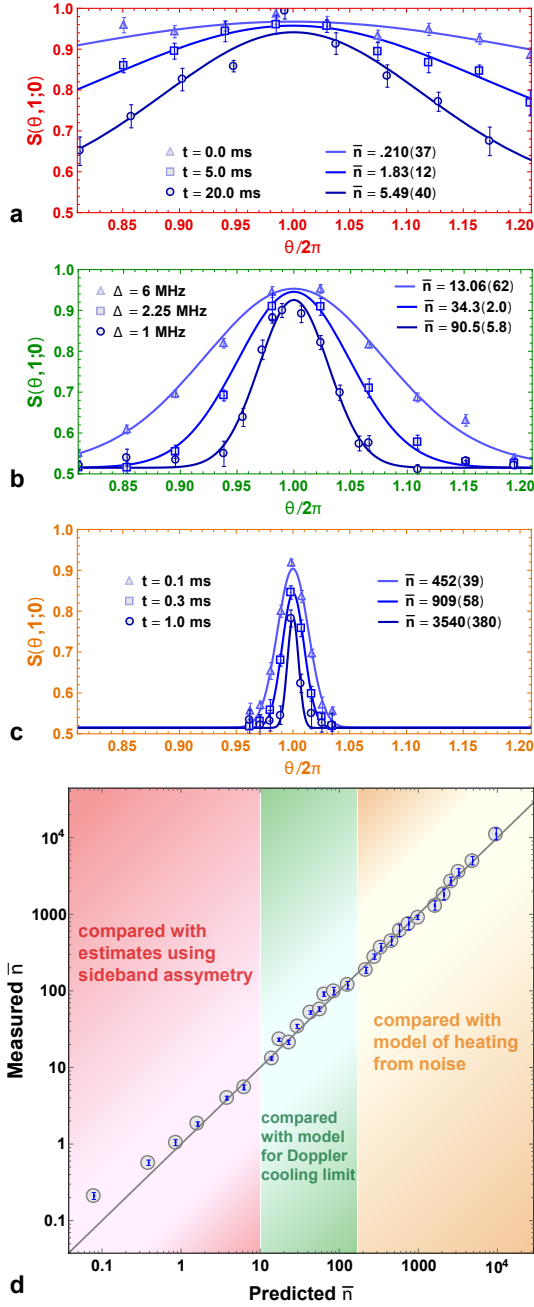 1.0
0.9
0.8
0.7
0.6
0.5
S(θ,1;0)
t = 0.0 ms
t = 5.0 ms
t = 20.0 ms
n̅ = .210(37)
n̅ = 1.83(12)
n̅ = 5.49(40)
0.85 0.90 0.95 1.00 1.05 1.10 1.15 1.20
θ/2π
a
1.0
0.9
0.8
0.7
0.6
0.5
S(θ,1;0)
Δ = 6 MHz
Δ = 2.25 MHz
Δ = 1 MHz
n̅ = 13.06(62)
n̅ = 34.3(2.0)
n̅ = 90.5(5.8)
0.85 0.90 0.95 1.00 1.05 1.10 1.15 1.20
θ/2π
b
1.0
0.9
0.8
0.7
0.6
0.5
S(θ,1;0)
t = 0.1 ms
t = 0.3 ms
t = 1.0 ms
n̅ = 452(39)
n̅ = 909(58)
n̅ = 3540(380)
0.85 0.90 0.95 1.00 1.05 1.10 1.15 1.20
θ/2π
c
10⁴
1000
100
10
1
0.1
Measured n̅
compared with
estimates using
sideband assymetry
compared
with model
for Doppler
cooling limit
compared with
model of heating
from noise
0.1 1 10 100 1000 10⁴
Predicted n̅
d